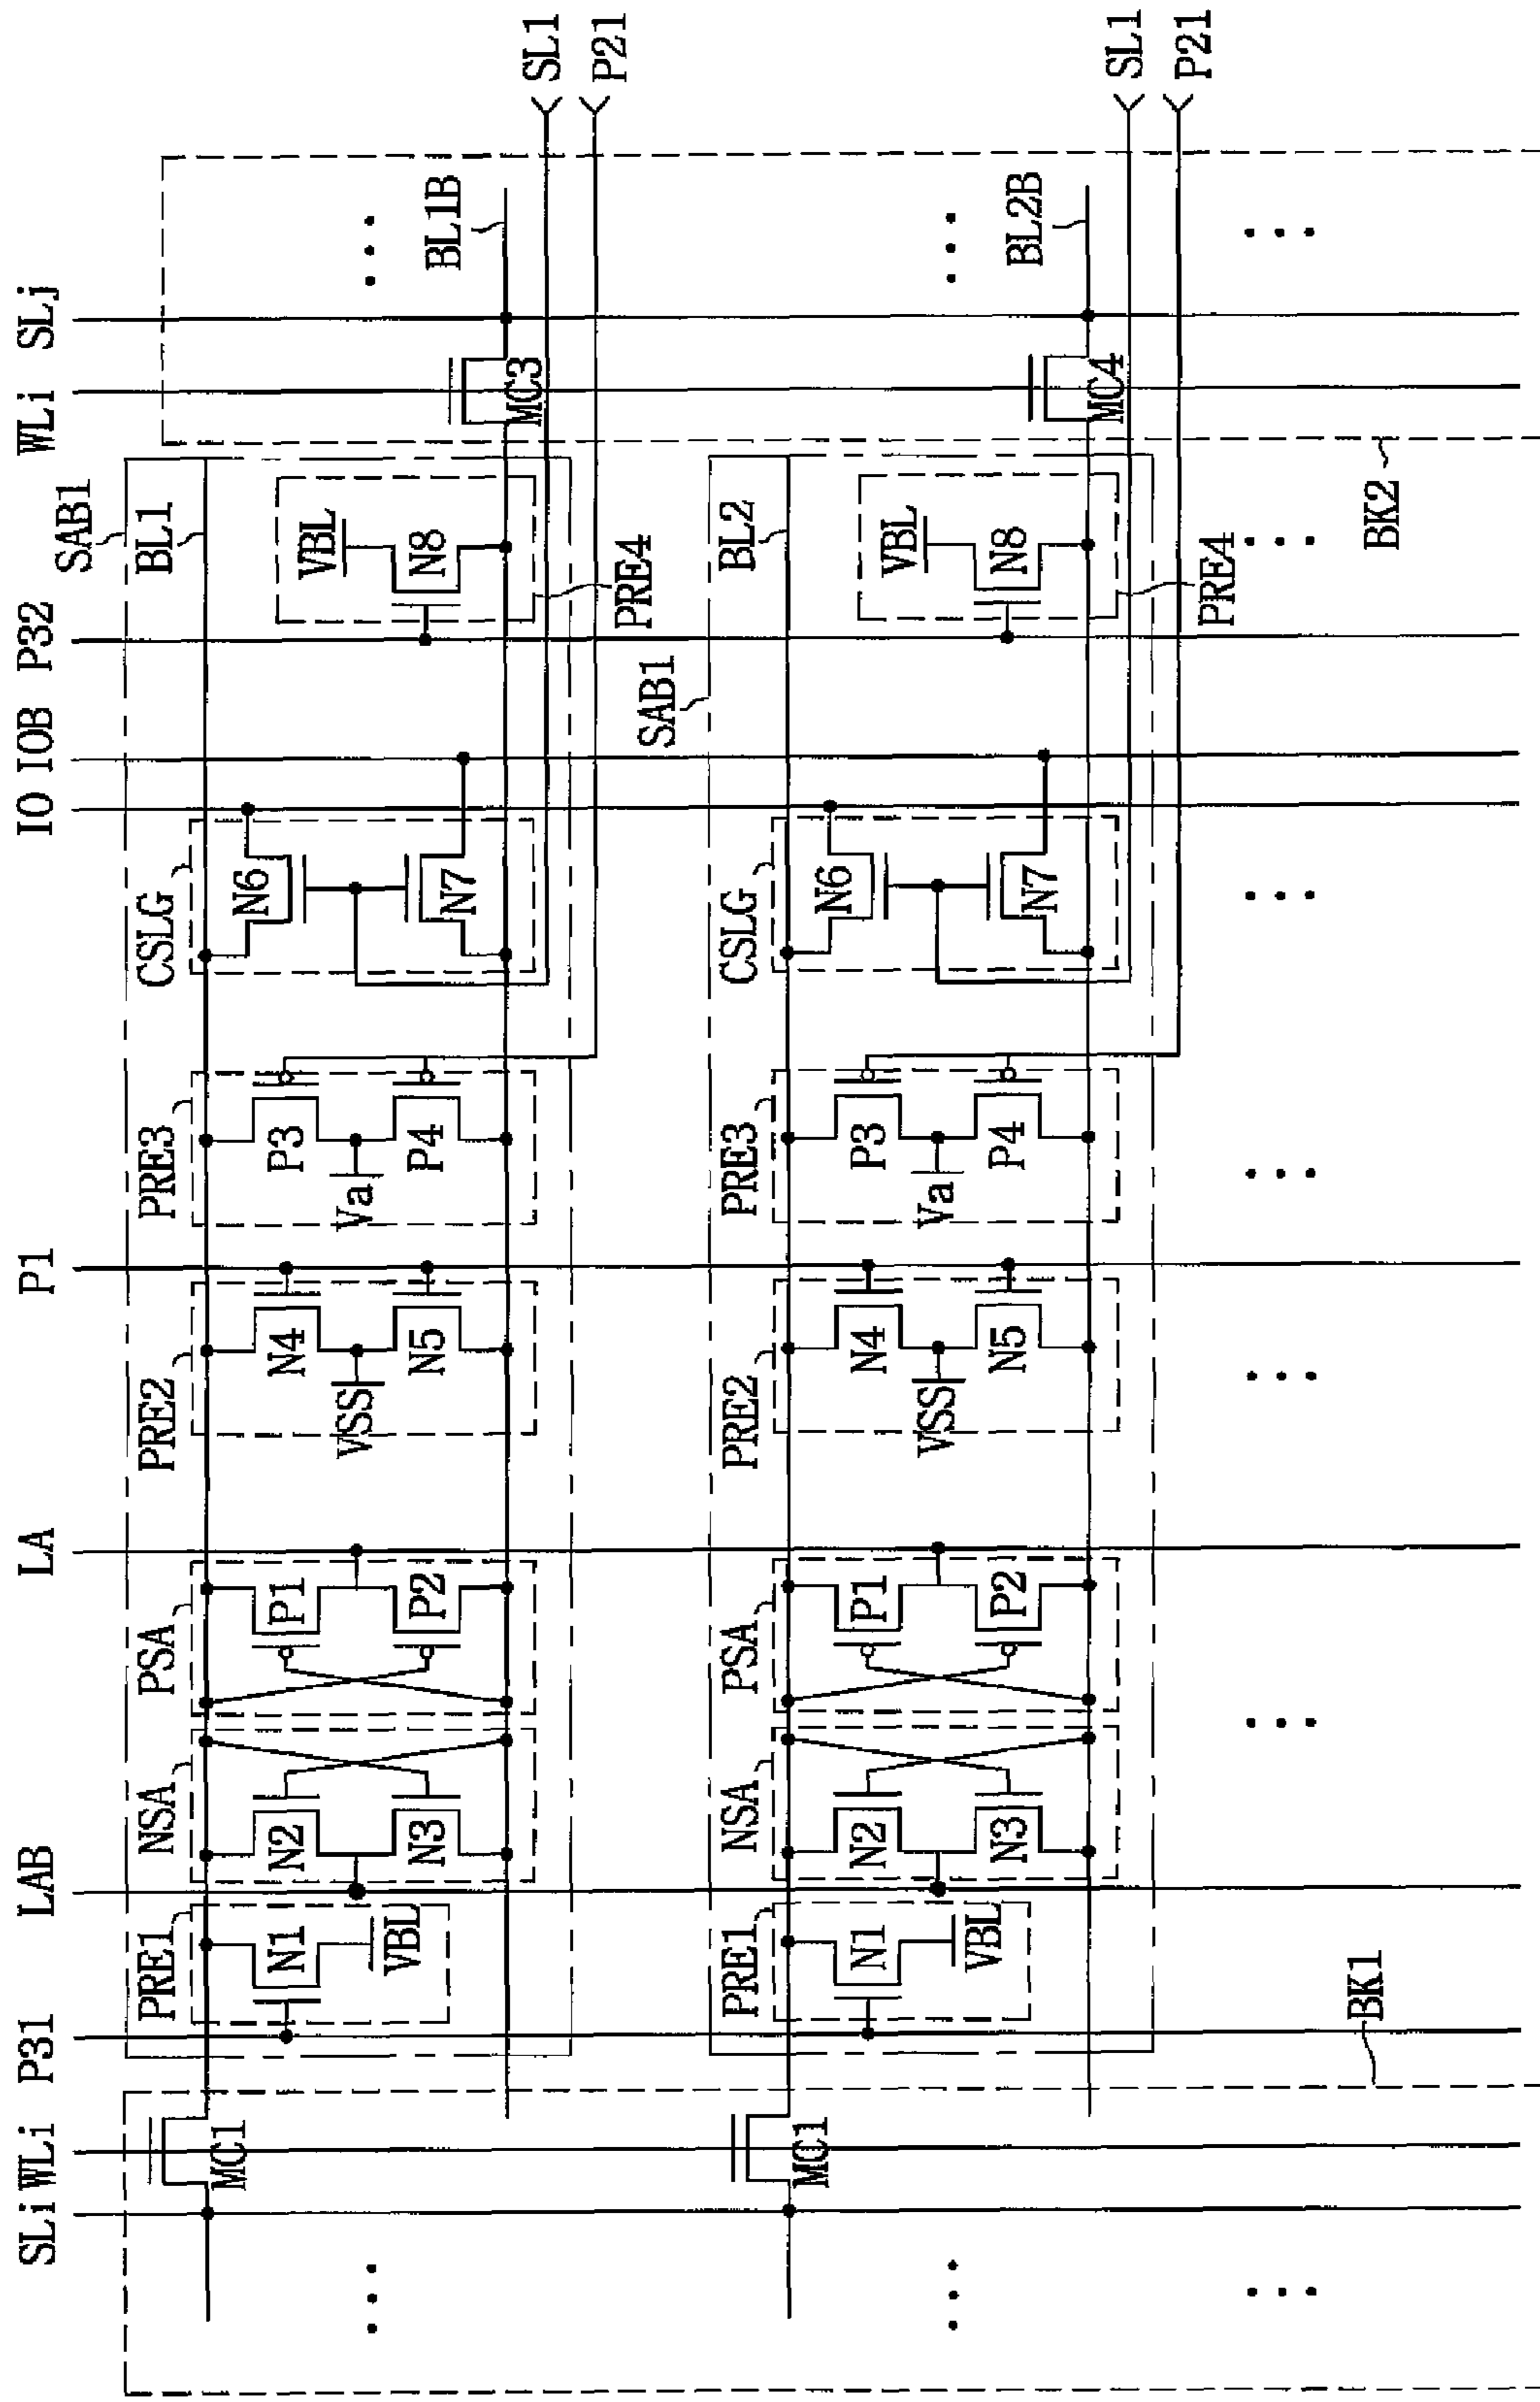 SLi WLi P31 LAB LA P1 IO IOB P32 WLi SLj
SAB1
BL1
PRE1 NSA PSA PRE2 PRE3 CSLG
N1
VBL
N2
N3
P1
P2
N4
N5
VSS
P3
P4
Va
N6
N7
VBL
N8
PRE4
MC1
MC3
BL1B
SL1
P21
SAB1
BL2
PRE1 NSA PSA PRE2 PRE3 CSLG
N1
VBL
N2
N3
P1
P2
N4
N5
VSS
P3
P4
Va
N6
N7
VBL
N8
PRE4
MC1
MC4
BL2B
SL1
P21
BK1
BK2